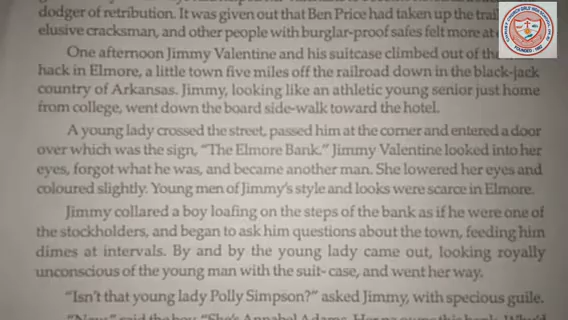 dodger of retribution. It was given out that Ben Price had taken up the trai
elusive cracksman, and other people with burglar-proof safes felt more at
One afternoon Jimmy Valentine and his suitcase climbed out of the
hack in Elmore, a little town five miles off the railroad down in the black-jack
country of Arkansas. Jimmy, looking like an athletic young senior just home
from college, went down the board side-walk toward the hotel.
A young lady crossed the street, passed him at the corner and entered a door
over which was the sign, "The Elmore Bank." Jimmy Valentine looked into her
eyes, forgot what he was, and became another man. She lowered her eyes and
coloured slightly. Young men of Jimmy's style and looks were scarce in Elmore.
Jimmy collared a boy loafing on the steps of the bank as if he were one of
the stockholders, and began to ask him questions about the town, feeding him
dimes at intervals. By and by the young lady came out, looking royally
unconscious of the young man with the suit- case, and went her way.
"Isn't that young lady Polly Simpson?" asked Jimmy, with specious guile.
said the boy. "She's Annabel Adams. Her pa owns this bank.